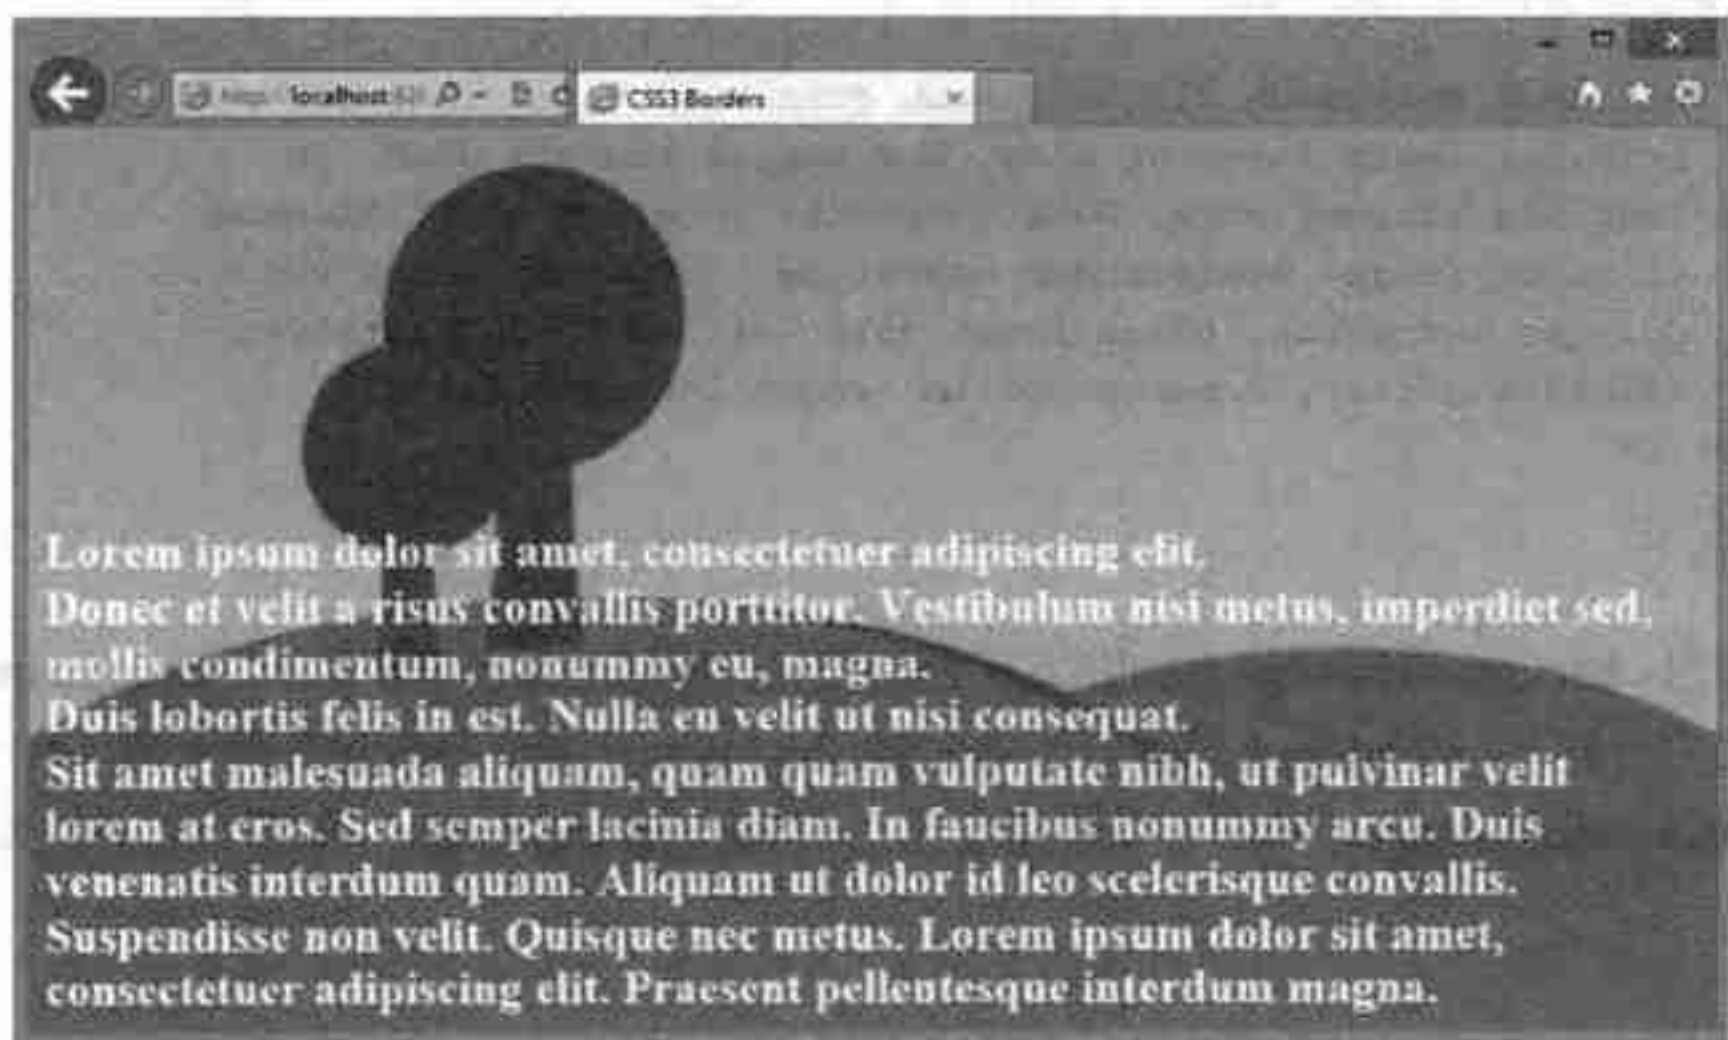 localhost
CSS3 Borders
Lorem ipsum dolor sit amet, consectetuer adipiscing elit.
Donec et velit a risus convallis porttitor. Vestibulum nisi metus, imperdiet sed,
mollis condimentum, nonummy eu, magna.
Duis lobortis felis in est. Nulla eu velit ut nisi consequat.
Sit amet malesuada aliquam, quam quam vulputate nibh, ut pulvinar velit
lorem at eros. Sed semper lacinia diam. In faucibus nonummy arcu. Duis
venenatis interdum quam. Aliquam ut dolor id leo scelerisque convallis.
Suspendisse non velit. Quisque nec metus. Lorem ipsum dolor sit amet,
consectetuer adipiscing elit. Praesent pellentesque interdum magna.